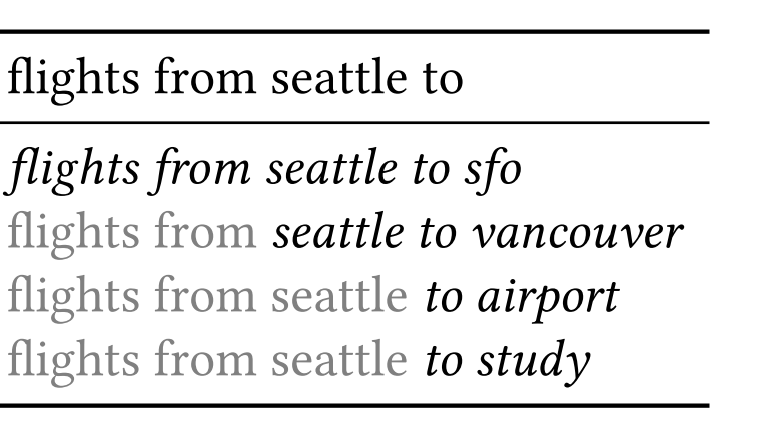 flights from seattle to
flights from seattle to sfo
flights from seattle to vancouver
flights from seattle to airport
flights from seattle to study